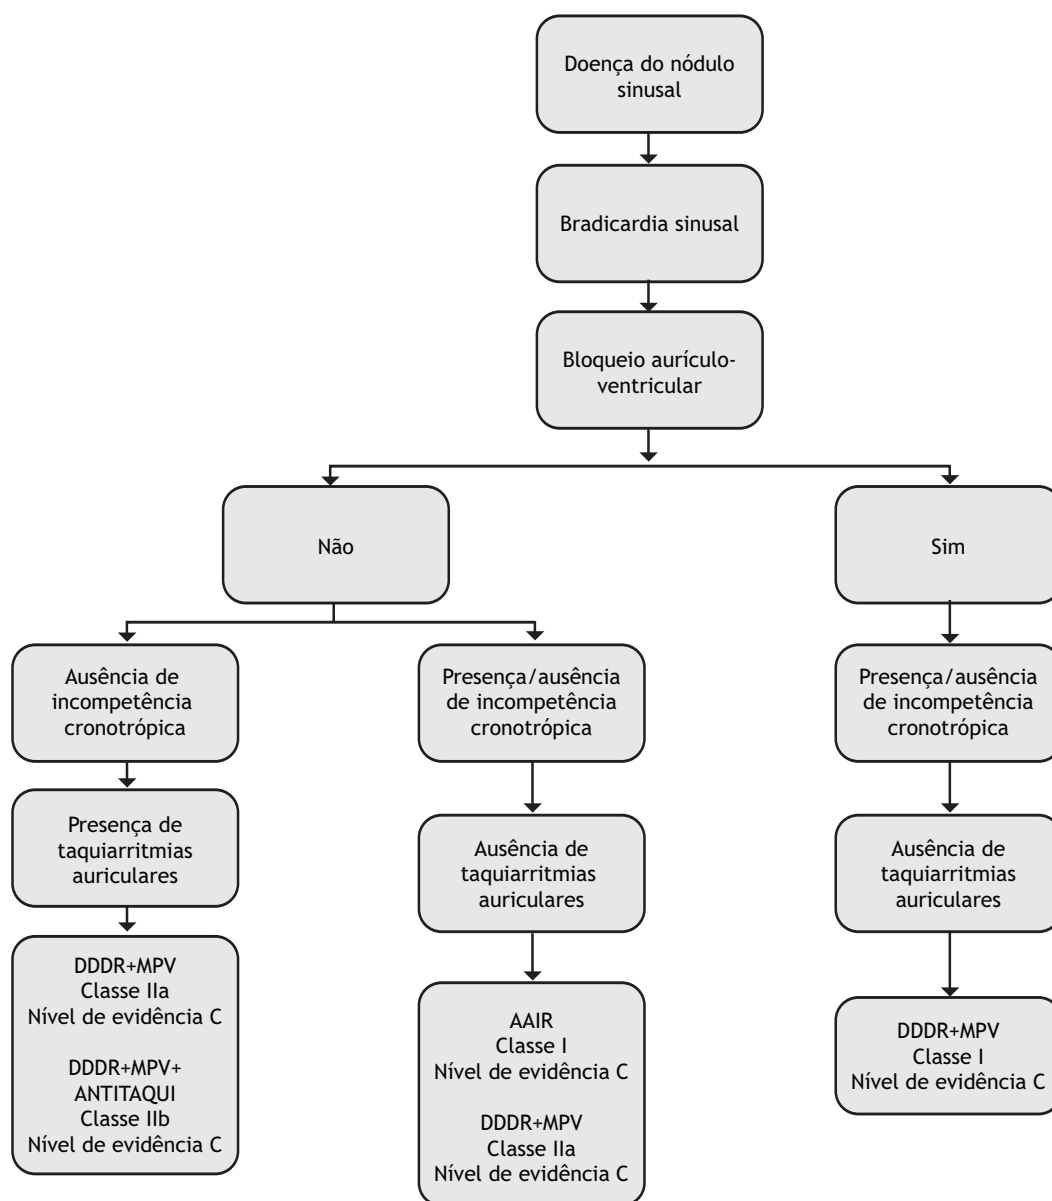 Doença do nódulo
sinusal
Bradicardia sinusal
Bloqueio aurículo-
ventricular
Não
Sim
Ausência de
incompetência
cronotrópica
Presença/ausência
de incompetência
cronotrópica
Presença/ausência
de incompetência
cronotrópica
Presença de
taquiarritmias
auriculares
Ausência de
taquiarritmias
auriculares
Ausência de
taquiarritmias
auriculares
DDDR+MPV
Classe IIa
Nível de evidência C
DDDR+MPV+
ANTITAQUI
Classe IIb
Nível de evidência C
AAIR
Classe I
Nível de evidência C
DDDR+MPV
Classe IIa
Nível de evidência C
DDDR+MPV
Classe I
Nível de evidência C